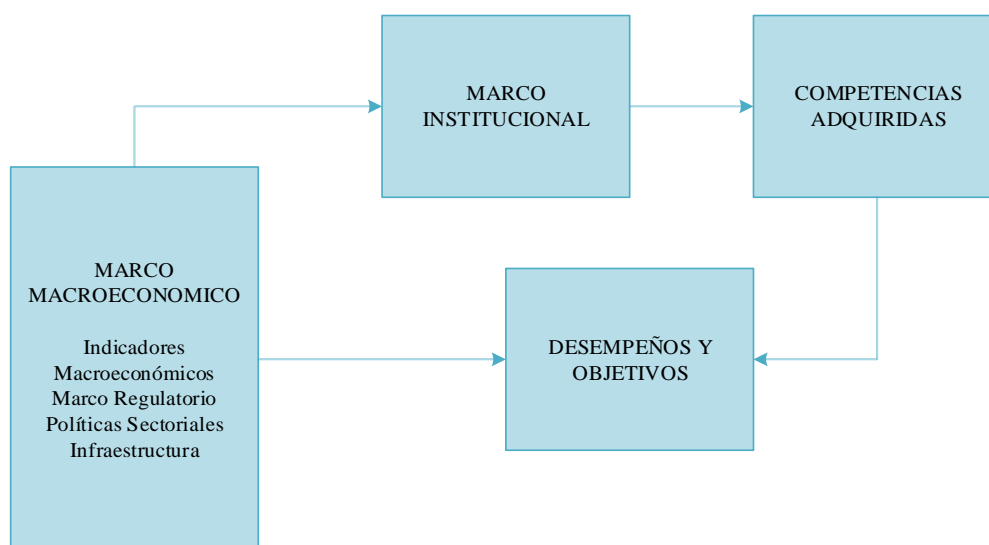 MARCO
INSTITUCIONAL
COMPETENCIAS
ADQUIRIDAS
MARCO
MACROECONOMICO
Indicadores
Macroeconómicos
Marco Regulatorio
Políticas Sectoriales
Infraestructura
DESEMPEÑOS Y
OBJETIVOS